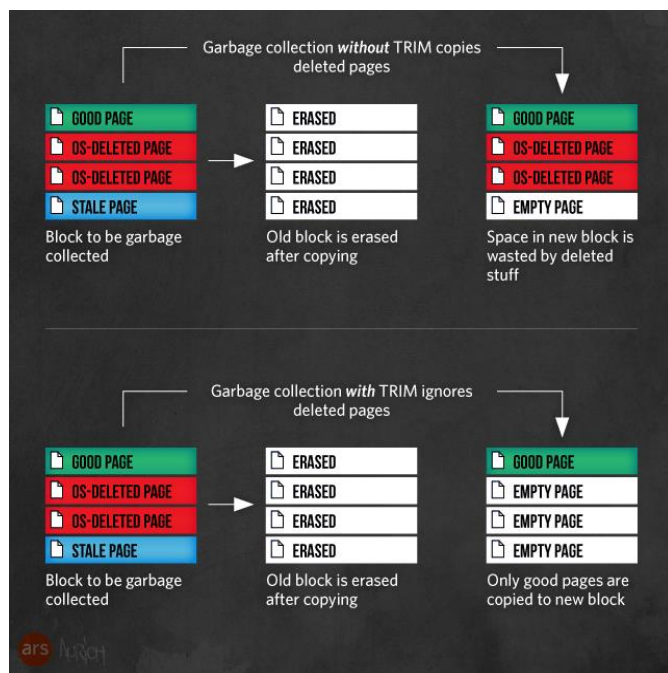 Garbage collection without TRIM copies
deleted pages
GOOD PAGE
OS-DELETED PAGE
OS-DELETED PAGE
STALE PAGE
Block to be garbage
collected
ERASED
ERASED
ERASED
ERASED
Old block is erased
after copying
GOOD PAGE
OS-DELETED PAGE
OS-DELETED PAGE
EMPTY PAGE
Space in new block is
wasted by deleted
stuff
Garbage collection with TRIM ignores
deleted pages
GOOD PAGE
OS-DELETED PAGE
OS-DELETED PAGE
STALE PAGE
Block to be garbage
collected
ERASED
ERASED
ERASED
ERASED
Old block is erased
after copying
GOOD PAGE
EMPTY PAGE
EMPTY PAGE
EMPTY PAGE
Only good pages are
copied to new block
ars